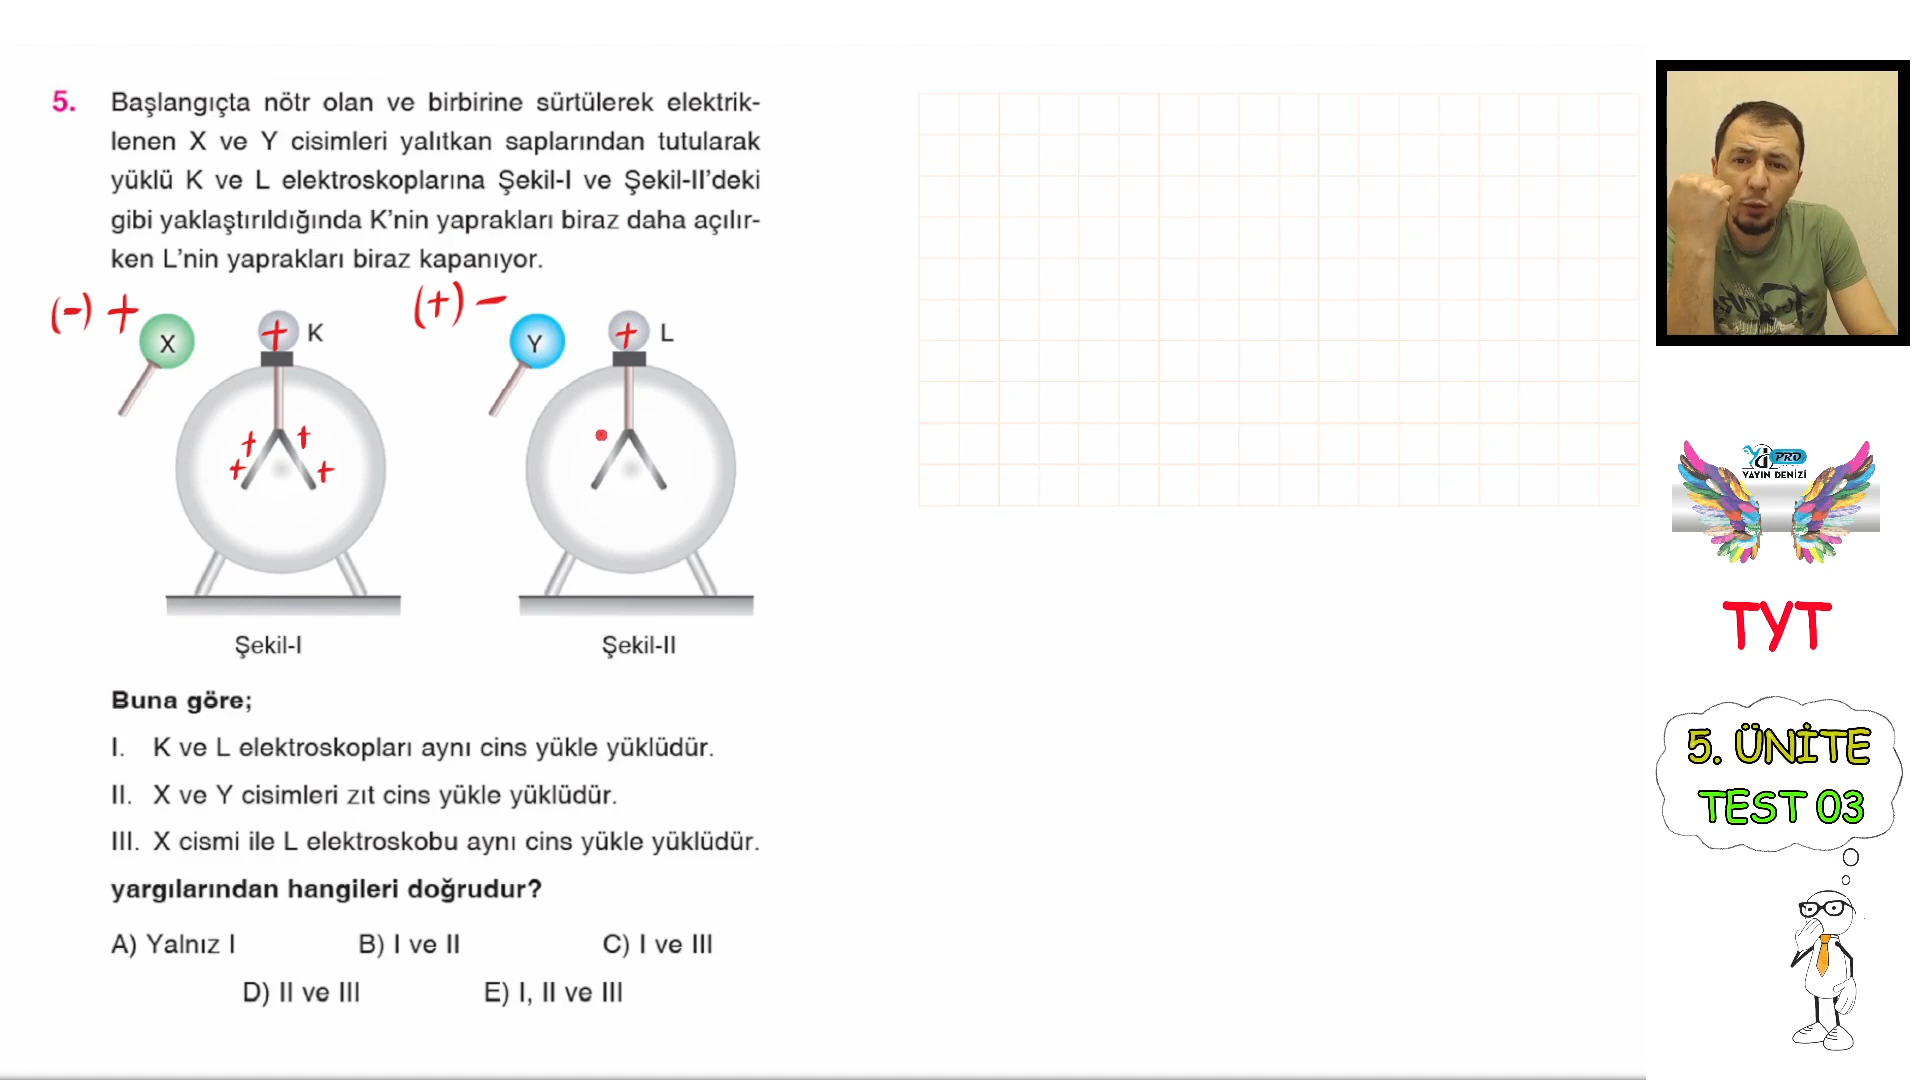 5. Başlangıçta nötr olan ve birbirine sürtülerek elektrik-
lenen X ve Y cisimleri yalıtkan saplarından tutularak
yüklü K ve L elektroskoplarına Şekil-I ve Şekil-II’deki
gibi yaklaştırıldığında K’nin yaprakları biraz daha açılır-
ken L’nin yaprakları biraz kapanıyor.
(-) + (+) -
X + K Y + L
+ +
+ +
Şekil-I Şekil-II
Buna göre;
I. K ve L elektroskopları aynı cins yükle yüklüdür.
II. X ve Y cisimleri zıt cins yükle yüklüdür.
III. X cismi ile L elektroskobu aynı cins yükle yüklüdür.
yargılarından hangileri doğrudur?
A) Yalnız I B) I ve II C) I ve III
D) II ve III E) I, II ve III
PRO
YAYIN DENİZİ
TYT
5. ÜNİTE
TEST 03